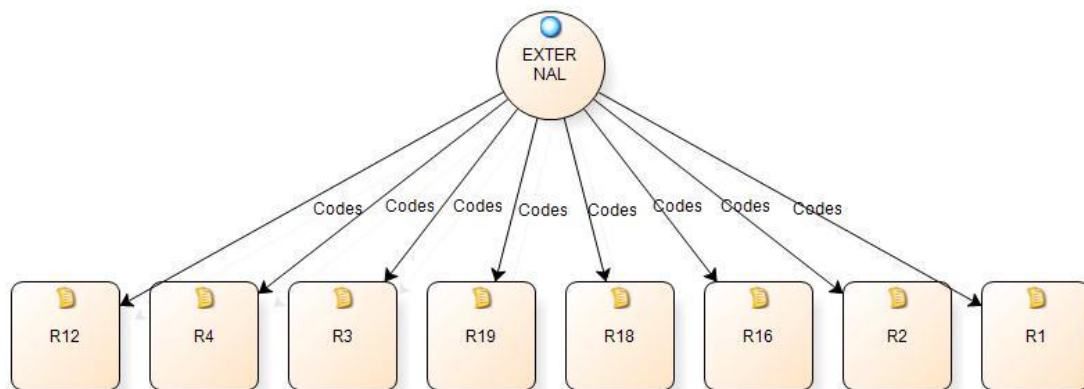 EXTER
NAL
Codes Codes Codes Codes Codes Codes Codes Codes
R12 R4 R3 R19 R18 R16 R2 R1